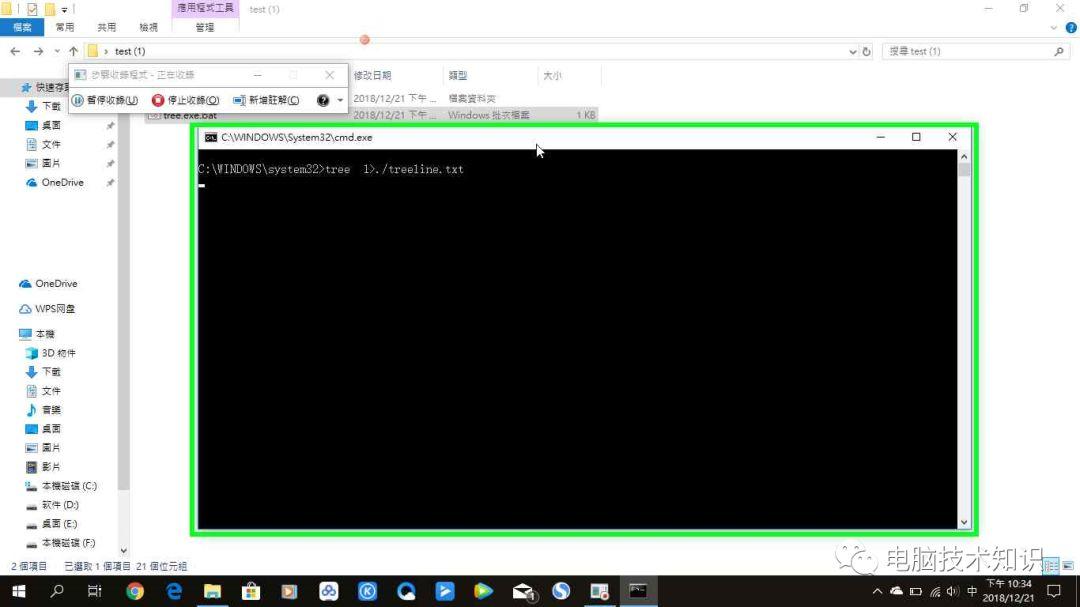 應用程式工具
test (1)
檔案
常用
共用
檢視
管理
test (1)
搜尋 test (1)
步驟收錄程式 - 正在收錄
暫停收錄(U)
停止收錄(O)
新增註解(C)
修改日期
類型
大小
2018/12/21 下午 ...
檔案資料夾
tree.exe.bat
2018/12/21 下午 ...
Windows 批次檔案
1 KB
快速存取
下載
桌面
文件
圖片
OneDrive
C:\WINDOWS\System32\cmd.exe
C:\WINDOWS\system32>tree  1>./treeline.txt
OneDrive
WPS网盘
本機
3D 物件
下載
文件
音樂
桌面
圖片
影片
本機磁碟 (C:)
软件 (D:)
桌面 (E:)
本機磁碟 (F:)
2 個項目
已選取 1 個項目
21 個位元組
电脑技术知识
中
下午 10:34
2018/12/21